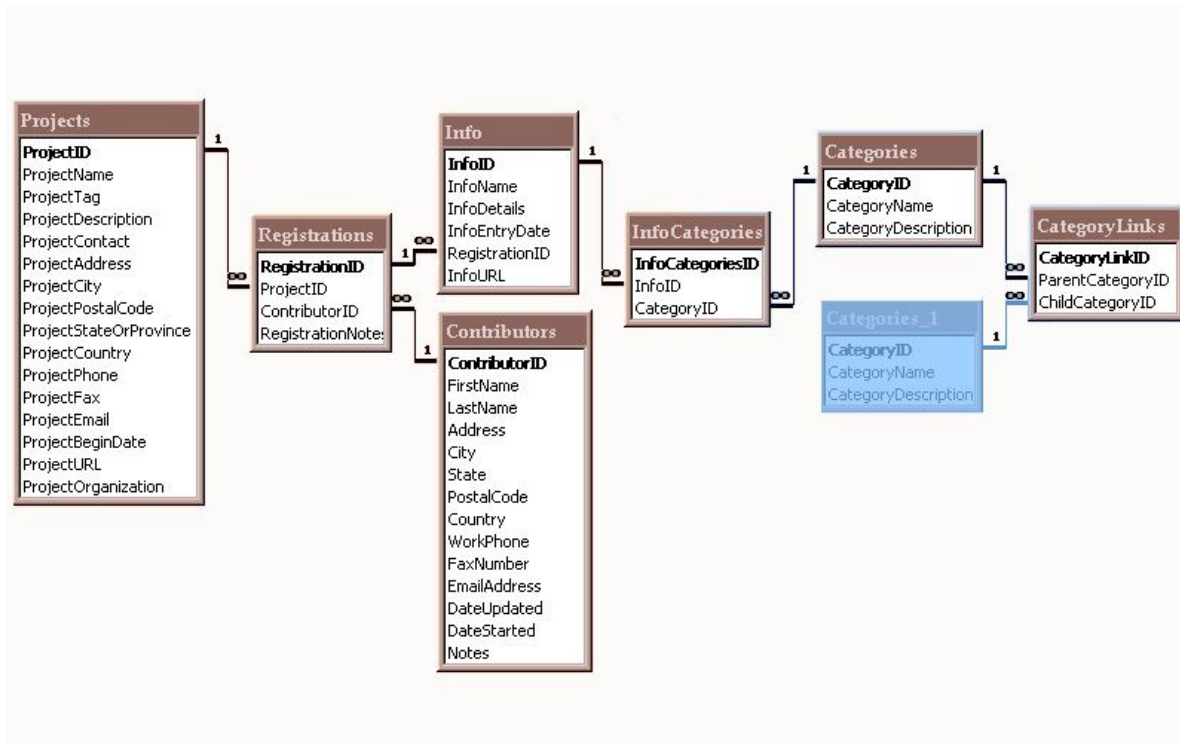 Projects
ProjectID
ProjectName
ProjectTag
ProjectDescription
ProjectContact
ProjectAddress
ProjectCity
ProjectPostalCode
ProjectStateOrProvince
ProjectCountry
ProjectPhone
ProjectFax
ProjectEmail
ProjectBeginDate
ProjectURL
ProjectOrganization
1
∞
Registrations
RegistrationID
ProjectID
ContributorID
RegistrationNotes
1
∞
∞
1
Info
InfoID
InfoName
InfoDetails
InfoEntryDate
RegistrationID
InfoURL
1
∞
Contributors
ContributorID
FirstName
LastName
Address
City
State
PostalCode
Country
WorkPhone
FaxNumber
EmailAddress
DateUpdated
DateStarted
Notes
InfoCategories
InfoCategoriesID
InfoID
CategoryID
∞
1
Categories
CategoryID
CategoryName
CategoryDescription
1
∞
Categories_1
CategoryID
CategoryName
CategoryDescription
1
∞
CategoryLinks
CategoryLinkID
ParentCategoryID
ChildCategoryID